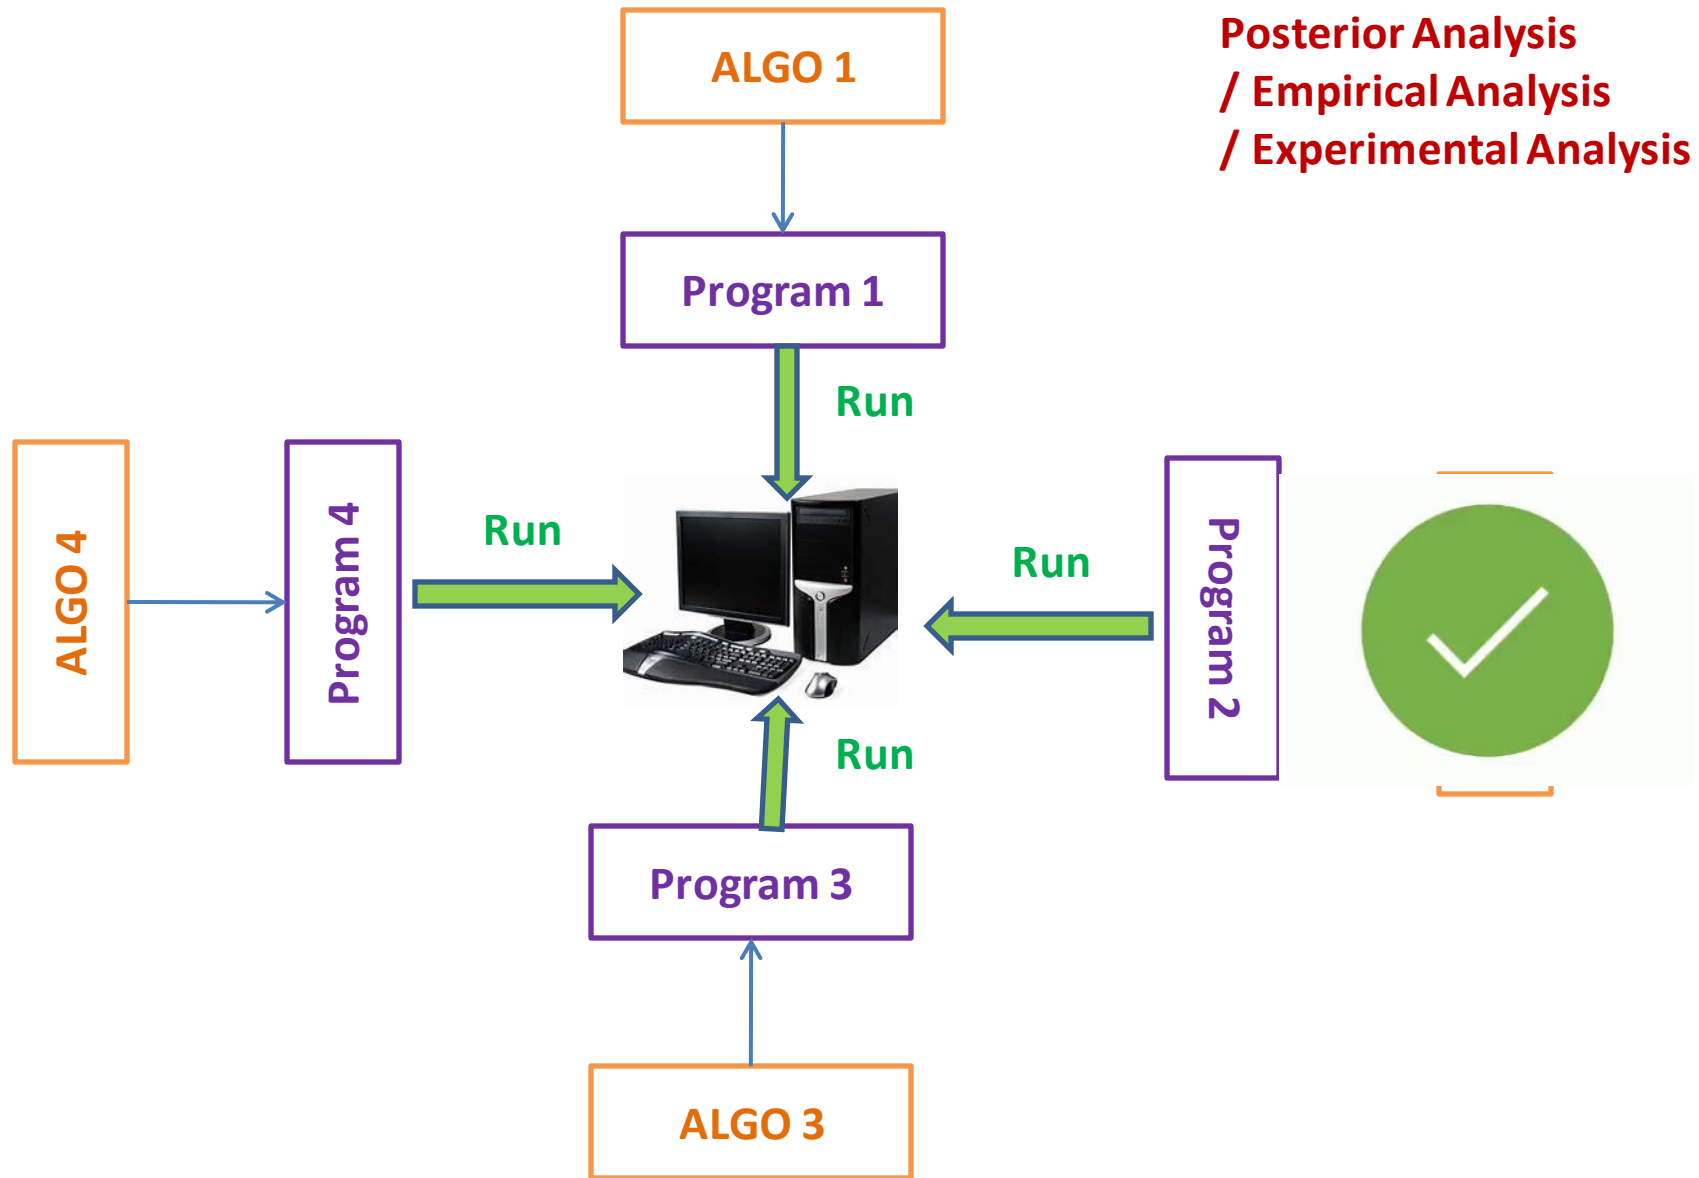 ALGO 1
Posterior Analysis
/ Empirical Analysis
/ Experimental Analysis
Program 1
Run
ALGO 4
Program 4
Run
Run
Program 2
Run
Program 3
ALGO 3